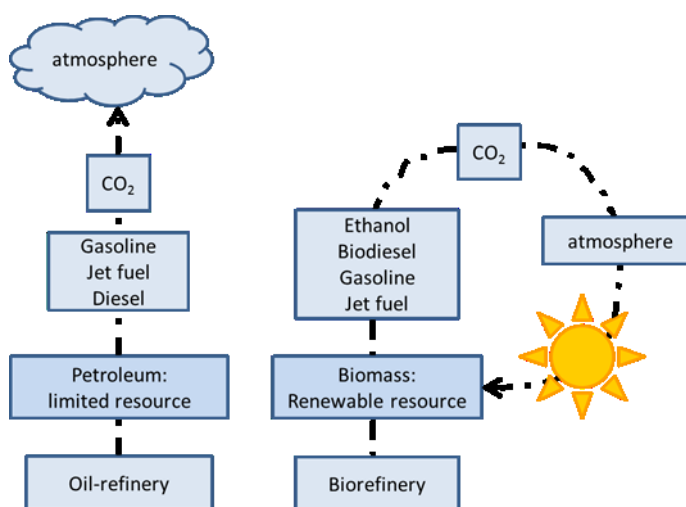 atmosphere
CO₂
Gasoline
Jet fuel
Diesel
Petroleum:
limited resource
Oil-refinery
CO₂
Ethanol
Biodiesel
Gasoline
Jet fuel
atmosphere
Biomass:
Renewable resource
Biorefinery